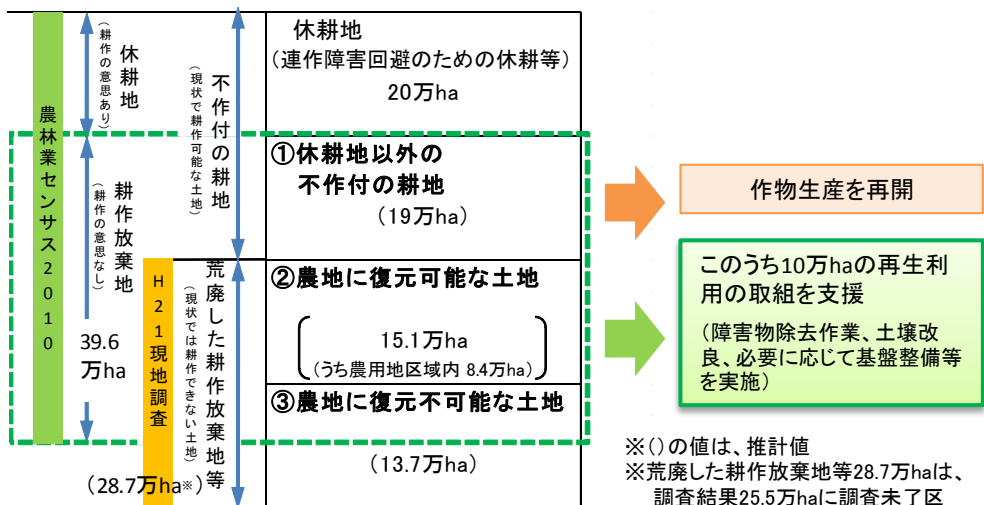 農林業センサス2010
休耕地
（耕作の意思あり）
耕作放棄地
（耕作の意思なし）
39.6
万ha
不作付の耕地
（現状で耕作可能な土地）
H21現地調査
荒廃した耕作放棄地等
（現状では耕作できない土地）
（28.7万ha※）
休耕地
（連作障害回避のための休耕等）
20万ha
①休耕地以外の
不作付の耕地
（19万ha）
②農地に復元可能な土地
15.1万ha
（うち農用地区域内 8.4万ha）
③農地に復元不可能な土地
（13.7万ha）
作物生産を再開
このうち10万haの再生利
用の取組を支援
（障害物除去作業、土壌改
良、必要に応じて基盤整備等
を実施）
※（）の値は、推計値
※荒廃した耕作放棄地等28.7万haは、
調査結果25.5万haに調査未了区